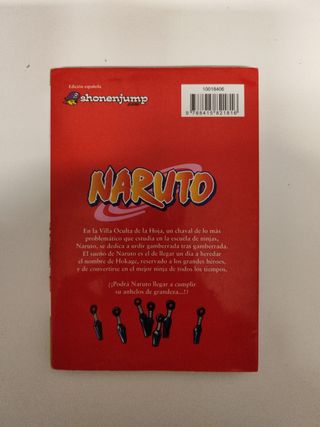 Edición española
shonenjump
.com
10018406
9 788415 821816
NARUTO
En la Villa Oculta de la Hoja, un chaval de lo más
problemático que estudia en la escuela de ninjas,
Naruto, se dedica a urdir gamberrada tras gamberrada.
El sueño de Naruto es el de llegar un día a heredar
el nombre de Hokage, reservado a los grandes héroes,
y de convertirse en el mejor ninja de todos los tiempos.
¡¿Podrá Naruto llegar a cumplir
su anhelos de grandeza...?!